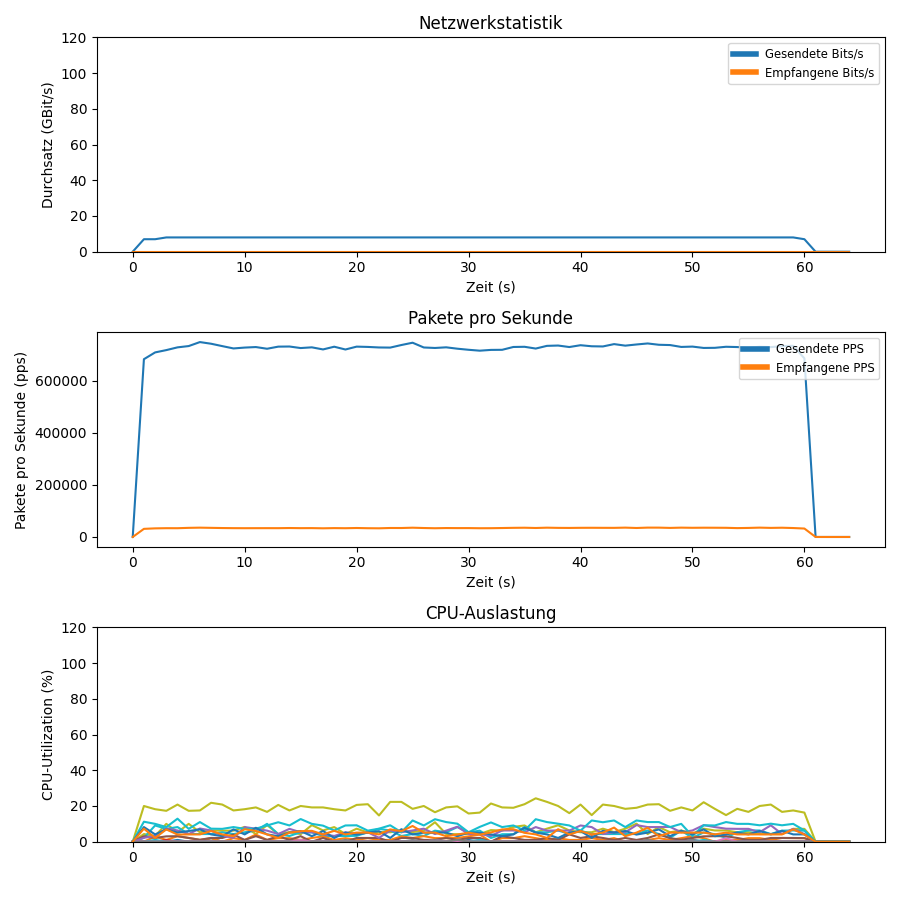 Netzwerkstatistik
120
100
80
60
40
20
0
Durchsatz (GBit/s)
Gesendete Bits/s
Empfangene Bits/s
0 10 20 30 40 50 60
Zeit (s)
Pakete pro Sekunde
600000
400000
200000
0
Pakete pro Sekunde (pps)
Gesendete PPS
Empfangene PPS
0 10 20 30 40 50 60
Zeit (s)
CPU-Auslastung
120
100
80
60
40
20
0
CPU-Utilization (%)
0 10 20 30 40 50 60
Zeit (s)